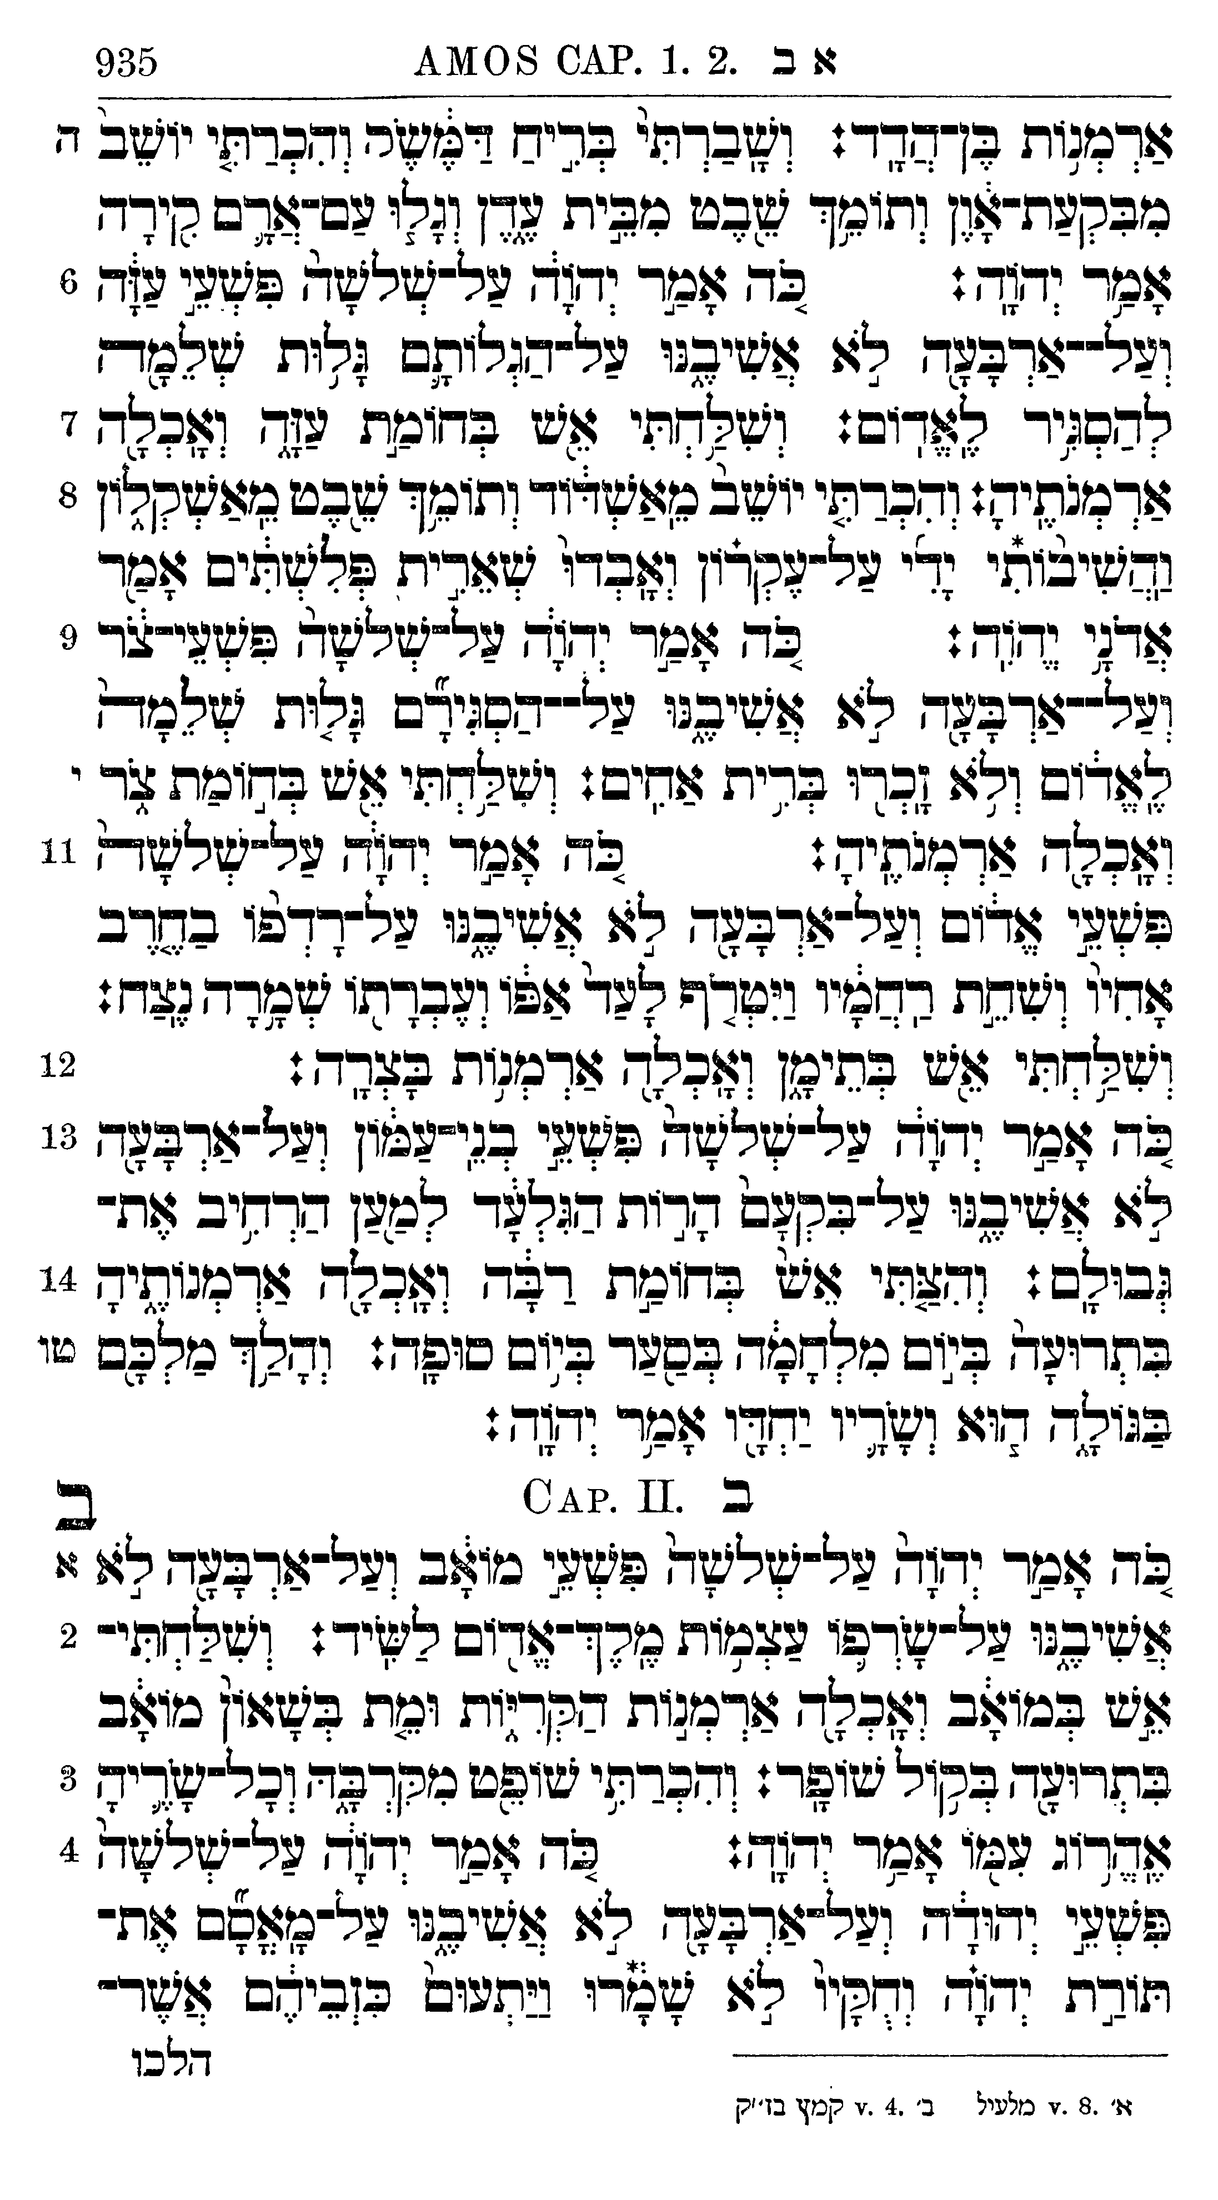 935 AMOS CAP. 1. 2. א ב
אַרְמְנ֥וֹת בֶּן־הֲדָֽד׃ וְשָֽׁבַרְתִּי֙ בְּרִ֣יחַ דַּמֶּ֔שֶׂק וְהִכְרַתִּ֤י יוֹשֵׁב֙ ה
מִבִּקְעַת־אָ֔וֶן וְתוֹמֵ֥ךְ שֵׁ֖בֶט מִבֵּ֣ית עֶ֑דֶן וְגָל֧וּ עַם־אֲרָ֛ם קִ֖ירָה
אָמַ֥ר יְהוָֹֽה׃ כֹּ֚ה אָמַ֣ר יְהוָֹ֔ה עַל־שְׁלֹשָׁה֙ פִּשְׁעֵ֣י עַזָּ֔ה 6
וְעַל־־אַרְבָּעָ֖ה לֹ֣א אֲשִׁיבֶ֑נּוּ עַל־הַגְלוֹתָ֛ם גָּל֥וּת שְׁלֵמָ֖ה
לְהַסְגִּ֥יר לֶֽאֱדֽוֹם׃ וְשִׁלַּ֥חְתִּי אֵ֖שׁ בְּחוֹמַ֣ת עַזָּ֑ה וְאָֽכְלָ֖ה 7
אַרְמְנֹתֶֽיהָ׃ וְהִכְרַתִּ֤י יוֹשֵׁב֙ מֵֽאַשְׁדּ֔וֹד וְתוֹמֵ֥ךְ שֵׁ֖בֶט מֵֽאַשְׁקְל֑וֹן 8
וַֽהֲשִׁיב֨וֹתִי* יָדִ֜י עַל־עֶקְר֗וֹן וְאָֽבְדוּ֙ שְׁאֵרִ֣ית פְּלִשְׁתִּ֔ים אָמַ֖ר
אֲדֹנָ֥י יֱהוִֹֽה׃ כֹּ֚ה אָמַ֣ר יְהוָֹ֔ה עַל־שְׁלֹשָׁה֙ פִּשְׁעֵי־צֹ֔ר 9
וְעַל־־אַרְבָּעָ֖ה לֹ֣א אֲשִׁיבֶ֑נּוּ עַל־־הַסְגִּירָ֞ם גָּל֤וּת שְׁלֵמָה֙
לֶֽאֱד֔וֹם וְלֹ֥א זָֽכְר֖וּ בְּרִ֥ית אַחִֽים׃ וְשִׁלַּ֥חְתִּי אֵ֖שׁ בְּח֣וֹמַת צֹ֑ר י
וְאָֽכְלָ֖ה אַרְמְנֹתֶֽיהָ׃ כֹּ֚ה אָמַ֣ר יְהוָֹ֔ה עַל־שְׁלֹשָׁה֙ 11
פִּשְׁעֵ֣י אֱד֔וֹם וְעַל־אַרְבָּעָ֖ה לֹ֣א אֲשִׁיבֶ֑נּוּ עַל־רָדְפ֨וֹ בַחֶ֤רֶב
אָחִיו֙ וְשִׁחֵ֣ת רַֽחֲמָ֔יו וַיִּטְרֹ֤ף לָעַד֙ אַפּ֔וֹ וְעֶבְרָת֖וֹ שְׁמָ֥רָה נֶֽצַח׃
וְשִׁלַּ֥חְתִּי אֵ֖שׁ בְּתֵימָ֑ן וְאָֽכְלָ֖ה אַרְמְנ֥וֹת בָּצְרָֽה׃ 12
כֹּ֚ה אָמַ֣ר יְהוָֹ֔ה עַל־שְׁלֹשָׁה֙ פִּשְׁעֵ֣י בְנֵֽי־עַמּ֔וֹן וְעַל־אַרְבָּעָ֖ה 13
לֹ֣א אֲשִׁיבֶ֑נּוּ עַל־בִּקְעָם֙ הָר֣וֹת הַגִּלְעָ֔ד לְמַ֖עַן הַרְחִ֥יב אֶת־
גְּבוּלָֽם׃ וְהִצַּ֤תִּי אֵשׁ֙ בְּחוֹמַ֣ת רַבָּ֔ה וְאָֽכְלָ֖ה אַרְמְנוֹתֶ֑יהָ 14
בִּתְרוּעָה֙ בְּי֣וֹם מִלְחָמָ֔ה בְּסַ֖עַר בְּי֥וֹם סוּפָֽה׃ וְהָלַ֥ךְ מַלְכָּ֖ם טו
בַּגּוֹלָ֑ה ה֧וּא וְשָׂרָ֛יו יַחְדָּ֖ו אָמַ֥ר יְהוָֹֽה׃
ב CAP. II. ב
כֹּ֚ה אָמַ֣ר יְהוָֹה֙ עַל־שְׁלֹשָׁה֙ פִּשְׁעֵ֣י מוֹאָ֔ב וְעַל־אַרְבָּעָ֖ה לֹ֣א א
אֲשִׁיבֶ֑נּוּ עַל־שָׂרְפ֛וֹ עַצְמ֥וֹת מֶֽלֶךְ־אֱד֖וֹם לַשִּֽׂיד׃ וְשִׁלַּחְתִּי־ 2
אֵ֣שׁ בְּמוֹאָ֔ב וְאָֽכְלָ֖ה אַרְמְנ֣וֹת הַקְּרִיּ֑וֹת וּמֵ֤ת בְּשָׁאוֹן֙ מוֹאָ֔ב
בִּתְרוּעָ֖ה בְּק֥וֹל שׁוֹפָֽר׃ וְהִכְרַתִּ֥י שׁוֹפֵ֖ט מִקִּרְבָּ֑הּ וְכָל־שָׂרֶ֛יהָ 3
אֶֽהֱר֥וֹג עִמּ֖וֹ אָמַ֥ר יְהוָֹֽה׃ כֹּ֚ה אָמַ֣ר יְהוָֹ֔ה עַל־שְׁלֹשָׁה֙ 4
פִּשְׁעֵ֣י יְהוּדָ֔ה וְעַל־אַרְבָּעָ֖ה לֹ֣א אֲשִׁיבֶ֑נּוּ עַל־מָֽאֳסָ֞ם אֶת־
תּוֹרַ֣ת יְהוָֹ֗ה וְחֻקָּיו֙ לֹ֣א שָׁמָ֔רוּ* וַיַּתְעוּם֙ כִּזְבֵיהֶ֔ם אֲשֶׁר־
הלכו
א׳ v. 8. מלעיל ב׳ v. 4. קמץ בז״ק